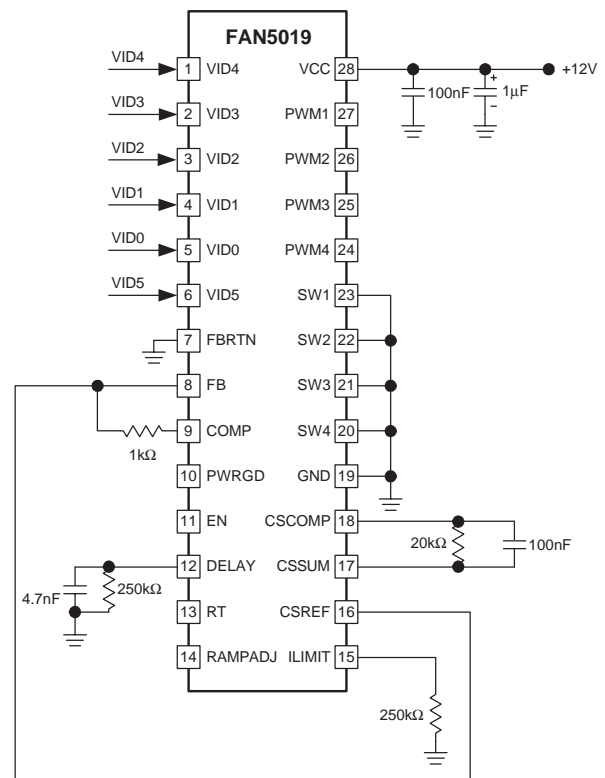 FAN5019
VID4 1 VID4 VCC 28 +12V
100nF + 1μF −
VID3 2 VID3 PWM1 27
VID2 3 VID2 PWM2 26
VID1 4 VID1 PWM3 25
VID0 5 VID0 PWM4 24
VID5 6 VID5 SW1 23
7 FBRTN SW2 22
8 FB SW3 21
9 COMP SW4 20
1kΩ
10 PWRGD GND 19
11 EN CSCOMP 18
20kΩ 100nF
12 DELAY CSSUM 17
4.7nF 250kΩ
13 RT CSREF 16
14 RAMPADJ ILIMIT 15
250kΩ